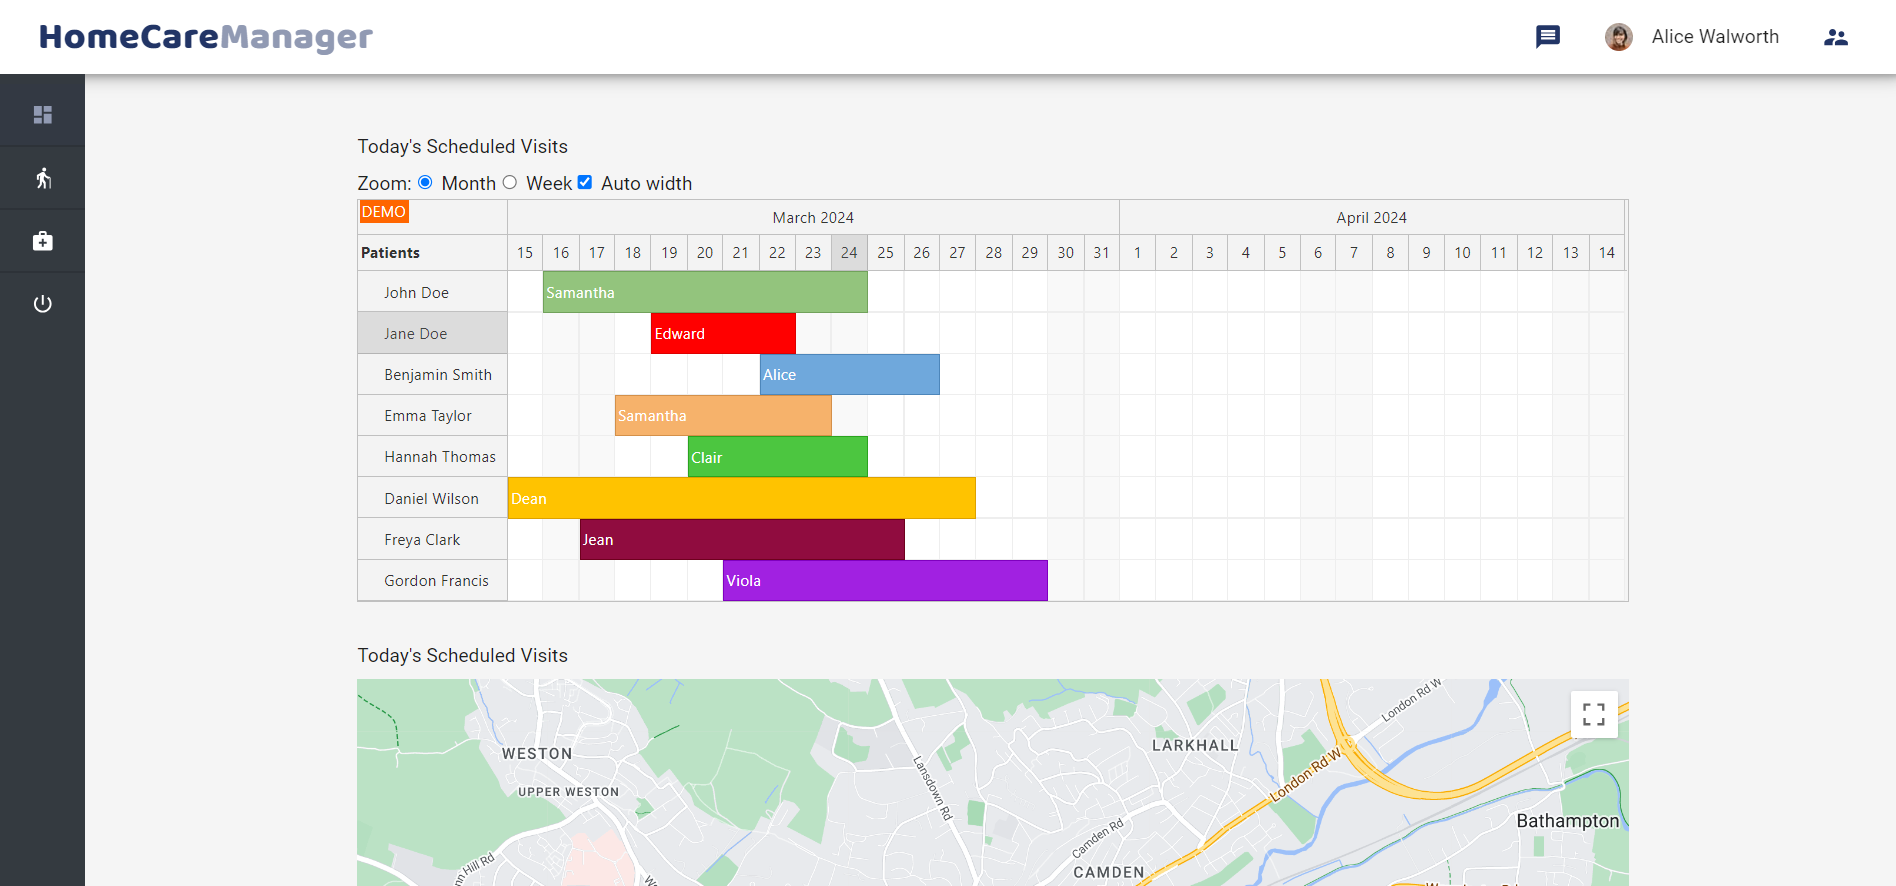 HomeCareManager
Alice Walworth
Today's Scheduled Visits
Zoom: Month Week Auto width
DEMO
March 2024 April 2024
Patients 15 16 17 18 19 20 21 22 23 24 25 26 27 28 29 30 31 1 2 3 4 5 6 7 8 9 10 11 12 13 14
John Doe Samantha
Jane Doe Edward
Benjamin Smith Alice
Emma Taylor Samantha
Hannah Thomas Clair
Daniel Wilson Dean
Freya Clark Jean
Gordon Francis Viola
Today's Scheduled Visits
London Rd W
WESTON
LARKHALL
London Rd W
UPPER WESTON
Lansdown Rd
Bathampton
Camden Rd
Hill Rd
CAMDEN